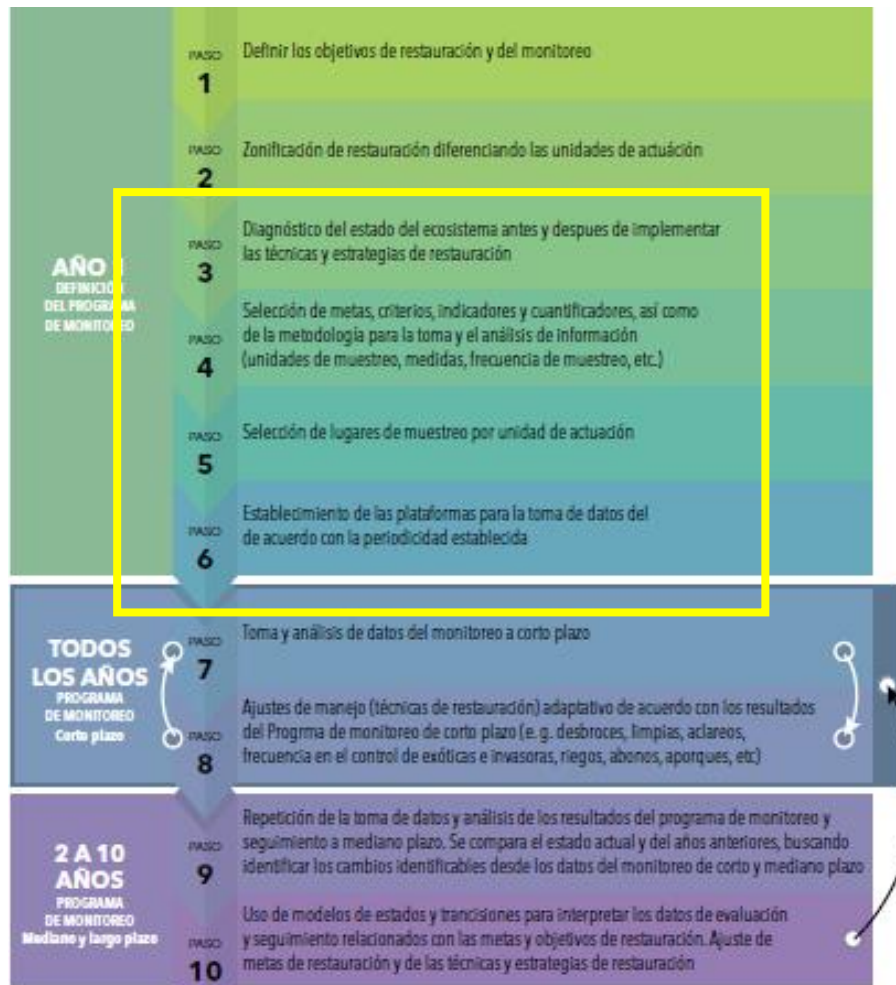 PASO
1
Definir los objetivos de restauración y del monitoreo
PASO
2
Zonificación de restauración diferenciando las unidades de actuáción
AÑO 1
DEFINICIÓN
DEL PROGRAMA
DE MONITOREO
PASO
3
Diagnóstico del estado del ecosistema antes y despues de implementar
las técnicas y estrategias de restauración
PASO
4
Selección de metas, criterios, indicadores y cuantificadores, así como
de la metodología para la toma y el análisis de información
(unidades de muestreo, medidas, frecuencia de muestreo, etc.)
PASO
5
Selección de lugares de muestreo por unidad de actuación
PASO
6
Establecimiento de las plataformas para la toma de datos del
de acuerdo con la periodicidad establecida
TODOS
LOS AÑOS
PROGRAMA
DE MONITOREO
Corto plazo
PASO
7
Toma y análisis de datos del monitoreo a corto plazo
PASO
8
Ajustes de manejo (técnicas de restauración) adaptativo de acuerdo con los resultados
del Progrma de monitoreo de corto plazo (e. g. desbroces, limpias, aclareos,
frecuencia en el control de exóticas e invasoras, riegos, abonos, aporques, etc)
2 A 10
AÑOS
PROGRAMA
DE MONITOREO
Mediano y largo plazo
PASO
9
Repetición de la toma de datos y análisis de los resultados del programa de monitoreo y
seguimiento a mediano plazo. Se compara el estado actual y del años anteriores, buscando
identificar los cambios identificables desde los datos del monitoreo de corto y mediano plazo
PASO
10
Uso de modelos de estados y trancisiones para interpretar los datos de evaluación
y seguimiento relacionados con las metas y objetivos de restauración. Ajuste de
metas de restauración y de las técnicas y estrategias de restauración